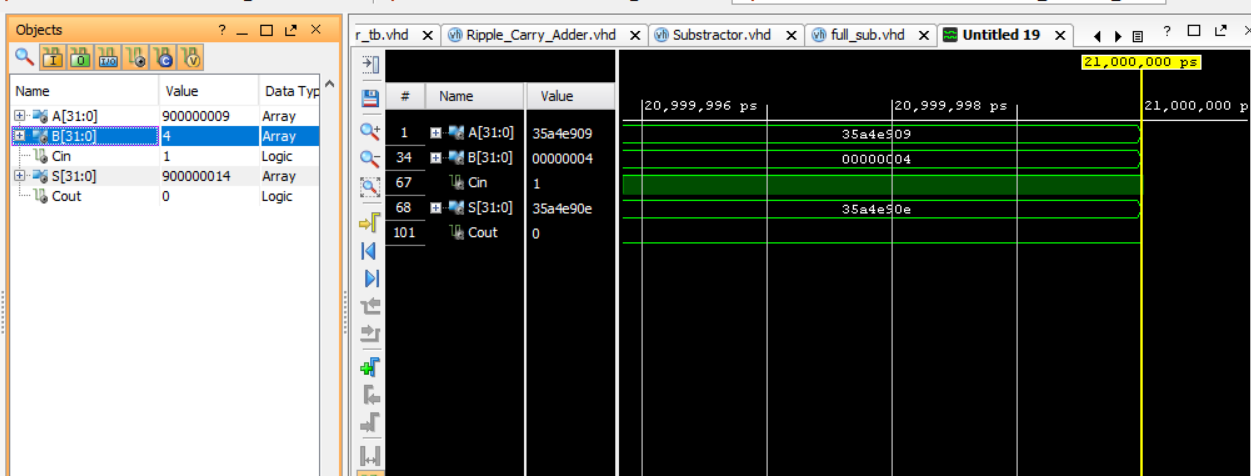 Objects ? _
r_tb.vhd Ripple_Carry_Adder.vhd Substractor.vhd full_sub.vhd Untitled 19 ?
21,000,000 ps
Name Value Data Typ
# Name Value
20,999,996 ps 20,999,998 ps 21,000,000 p
A[31:0] 900000009 Array
B[31:0] 4 Array
Cin 1 Logic
S[31:0] 900000014 Array
Cout 0 Logic
1 A[31:0] 35a4e909 35a4e909
34 B[31:0] 00000004 00000004
67 Cin 1
68 S[31:0] 35a4e90e 35a4e90e
101 Cout 0